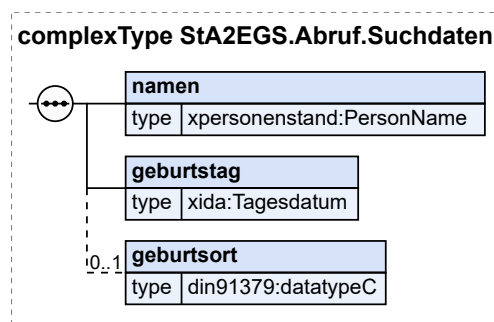 complexType StA2EGS.Abruf.Suchdaten
namen
type xpersonenstand:PersonName
geburtstag
type xida:Tagesdatum
0..1
geburtsort
type din91379:datatypeC